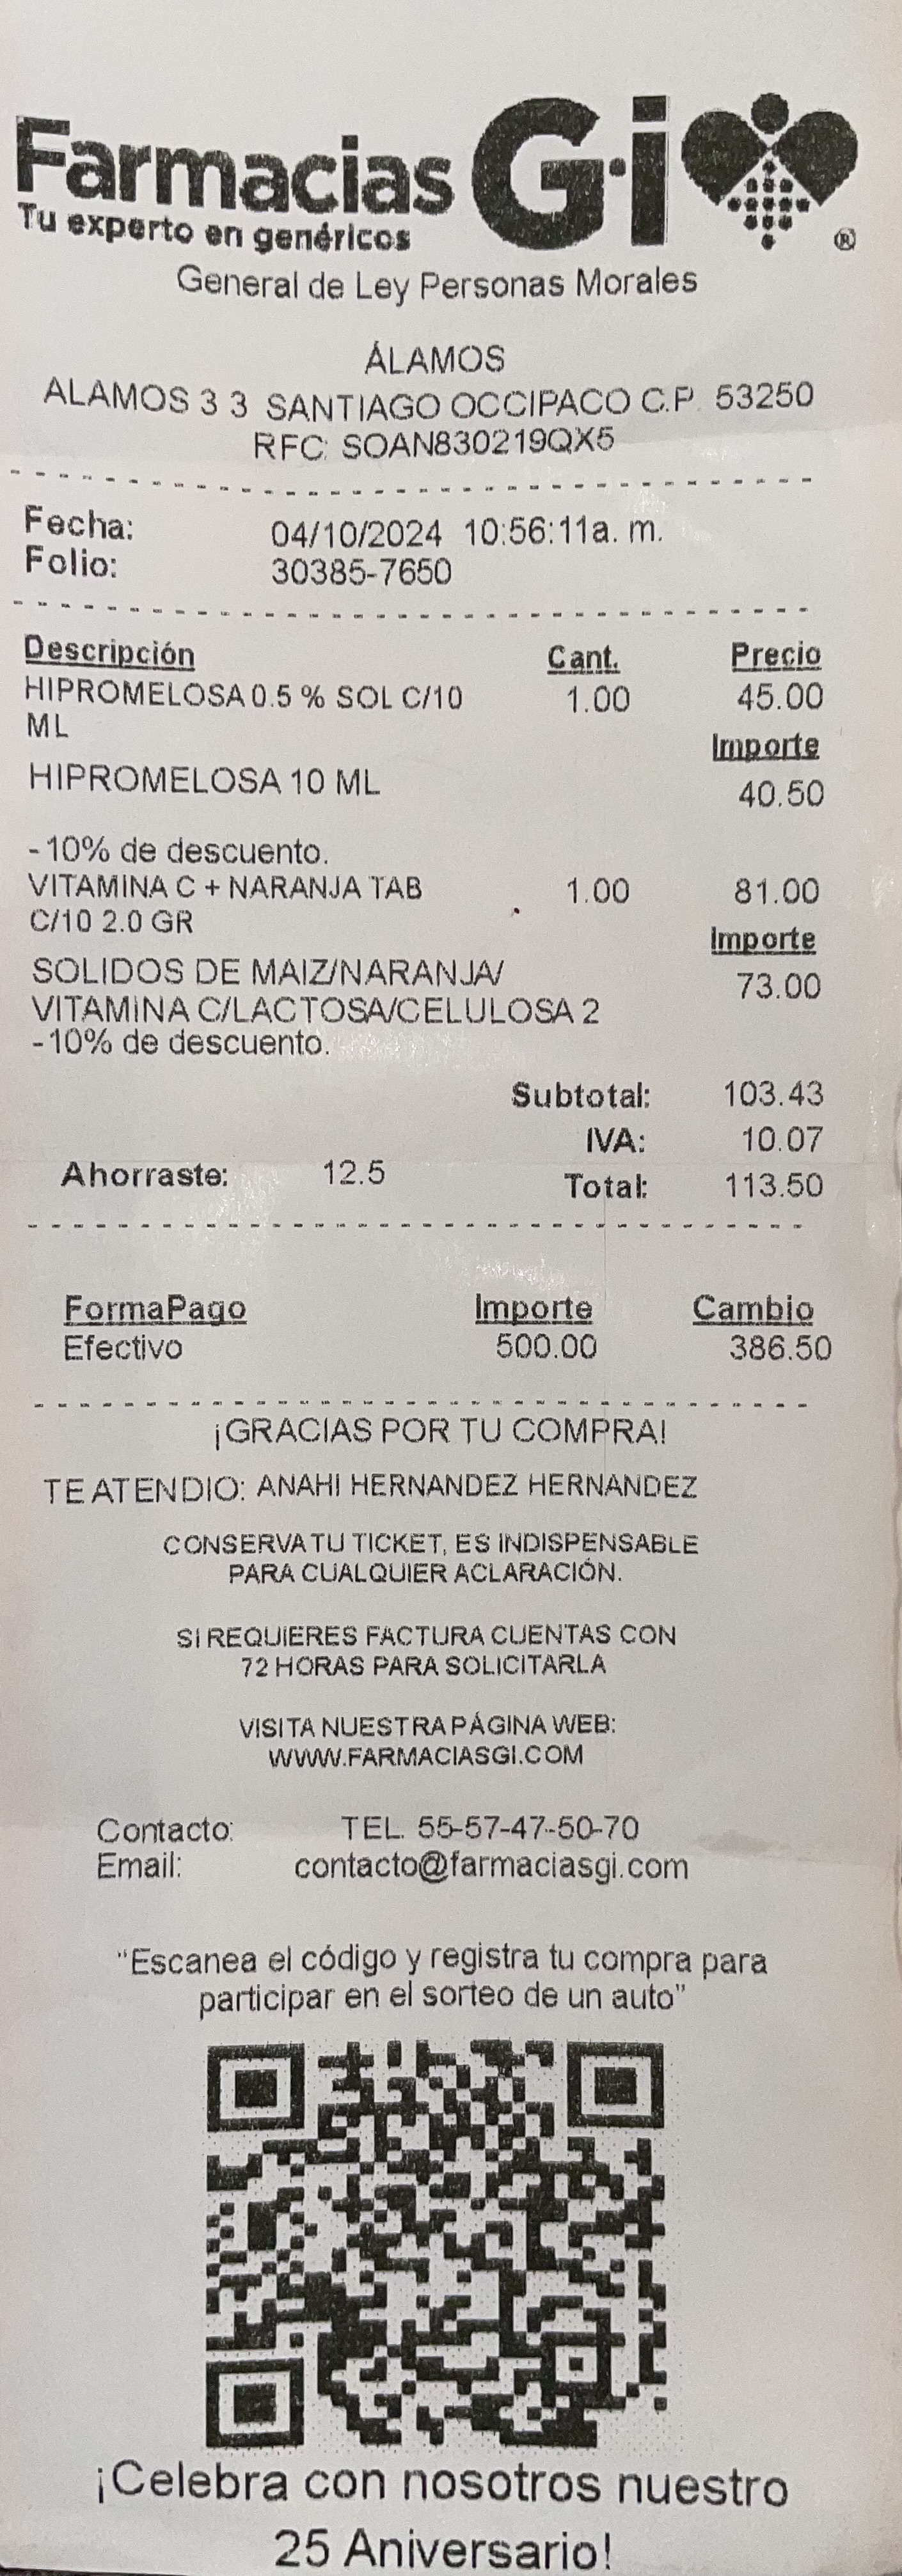 Farmacias Gi
Tu experto en genéricos ®
General de Ley Personas Morales
ÁLAMOS
ALAMOS 3 3 SANTIAGO OCCIPACO C.P. 53250
RFC: SOAN830219QX5
Fecha: 04/10/2024 10:56:11a. m.
Folio: 30385-7650
Descripción Cant. Precio
HIPROMELOSA 0.5 % SOL C/10 1.00 45.00
ML
Importe
HIPROMELOSA 10 ML 40.50
-10% de descuento.
VITAMINA C + NARANJA TAB 1.00 81.00
C/10 2.0 GR
Importe
SOLIDOS DE MAIZ/NARANJA/ 73.00
VITAMINA C/LACTOSA/CELULOSA 2
-10% de descuento.
Subtotal: 103.43
IVA: 10.07
Ahorraste: 12.5 Total: 113.50
FormaPago Importe Cambio
Efectivo 500.00 386.50
¡GRACIAS POR TU COMPRA!
TE ATENDIO: ANAHI HERNANDEZ HERNANDEZ
CONSERVA TU TICKET, ES INDISPENSABLE
PARA CUALQUIER ACLARACIÓN.
SI REQUIERES FACTURA CUENTAS CON
72 HORAS PARA SOLICITARLA
VISITA NUESTRA PÁGINA WEB:
WWW.FARMACIASGI.COM
Contacto: TEL. 55-57-47-50-70
Email: contacto@farmaciasgi.com
"Escanea el código y registra tu compra para
participar en el sorteo de un auto"
¡Celebra con nosotros nuestro
25 Aniversario!